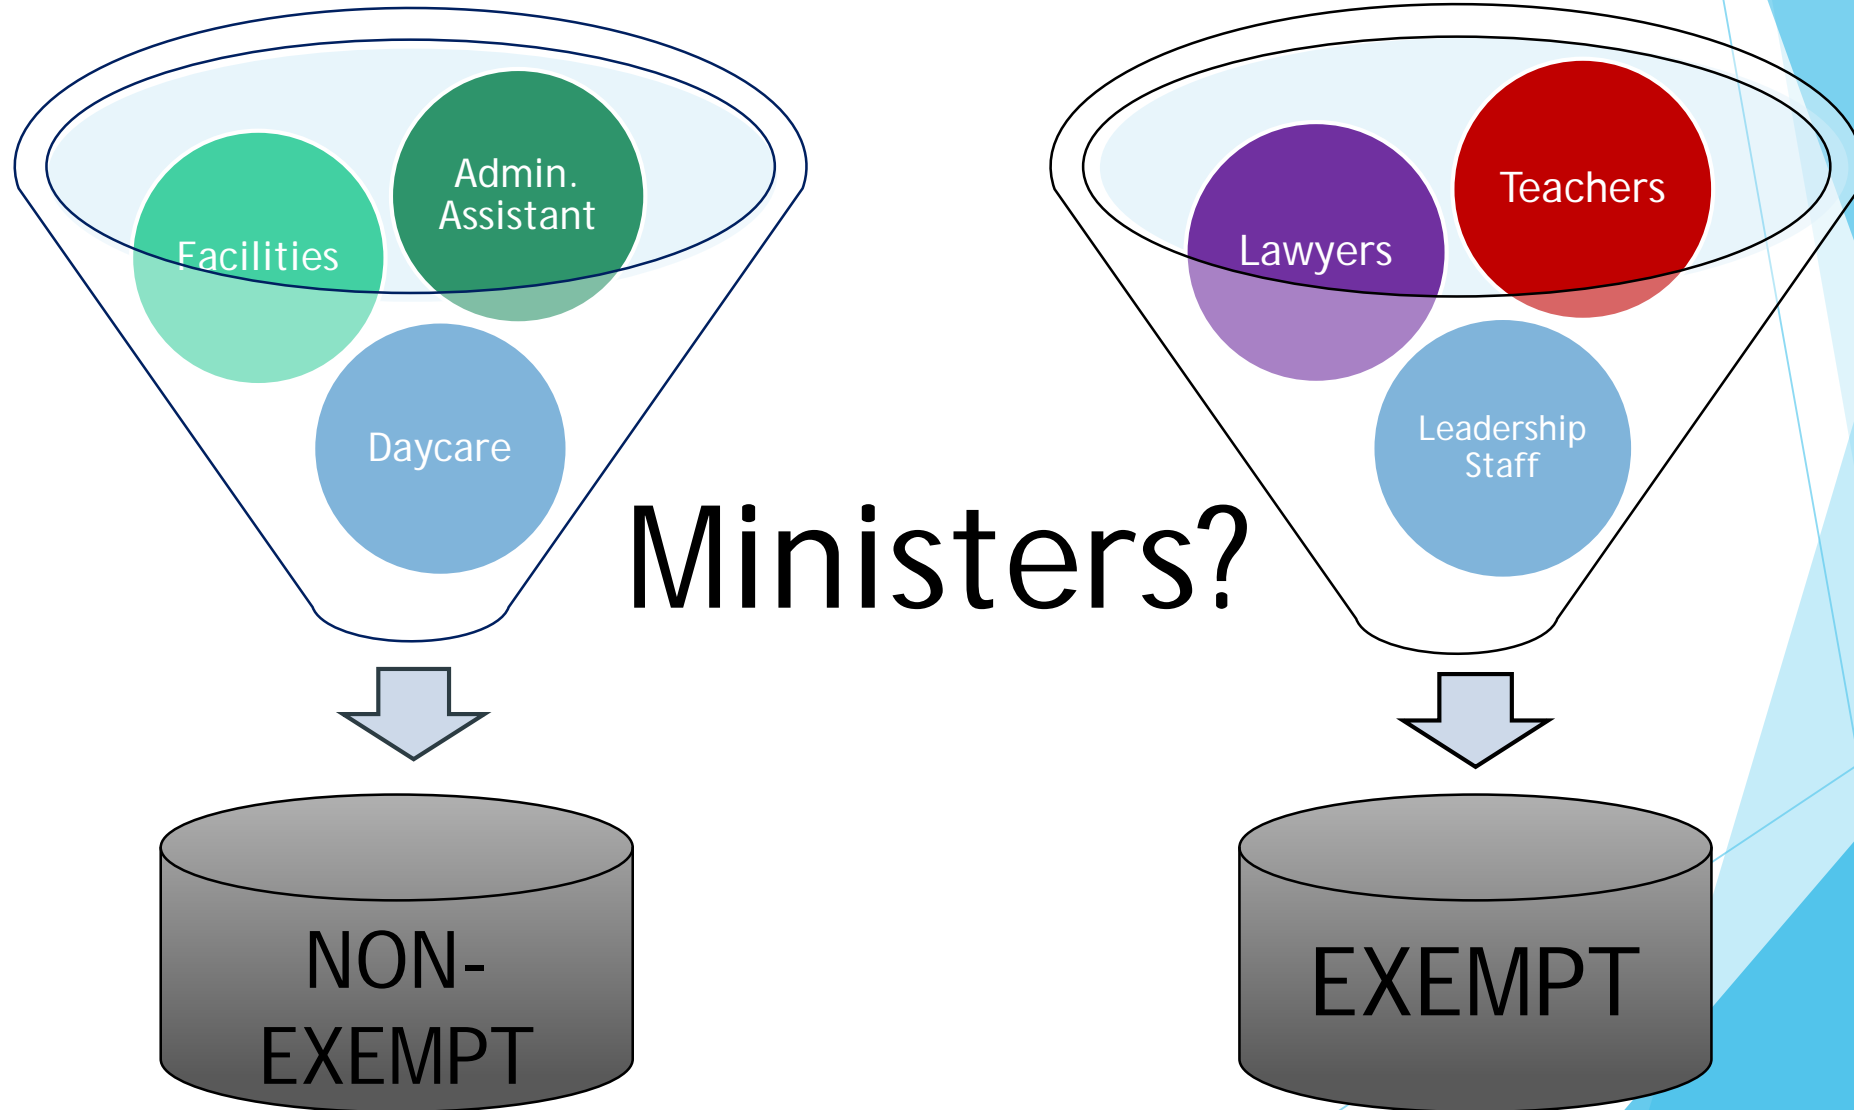 Facilities
Admin.
Assistant
Daycare
Ministers?
Lawyers
Teachers
Leadership
Staff
NON-
EXEMPT
EXEMPT